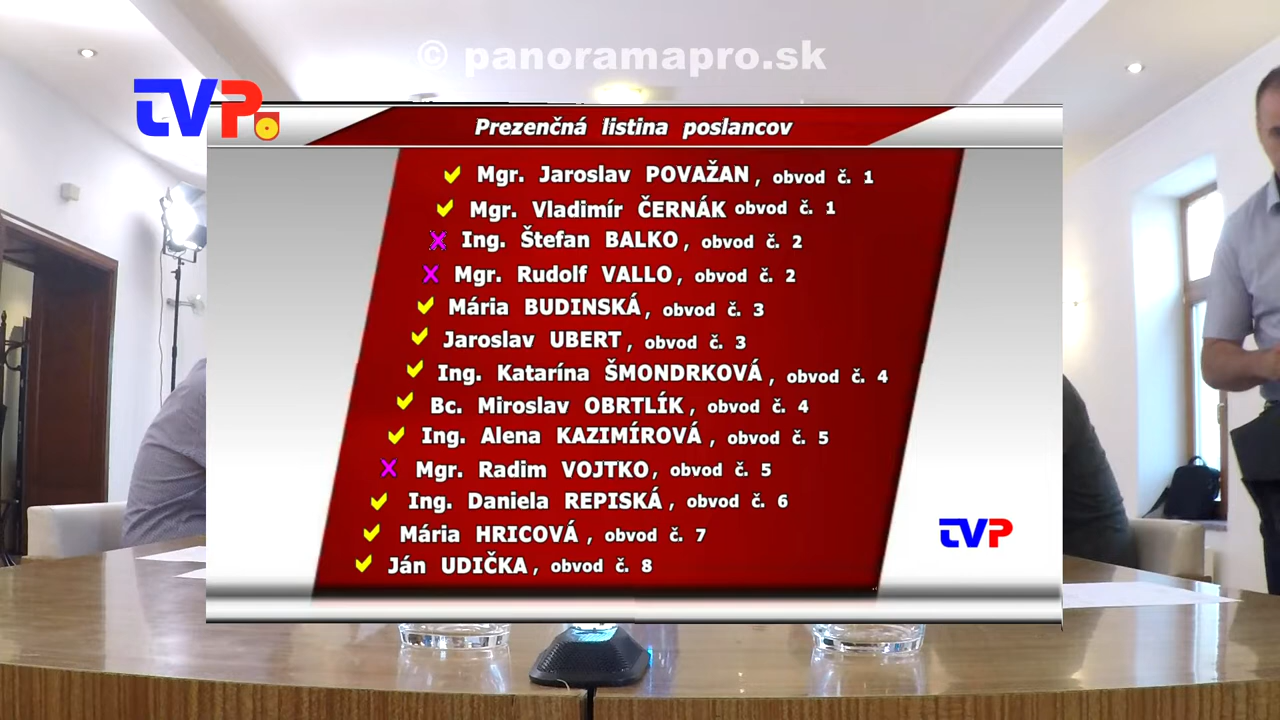 © panoramapro.sk
TVP
Prezenčná listina poslancov
Mgr. Jaroslav POVAŽAN, obvod č. 1
Mgr. Vladimír ČERNÁK obvod č. 1
Ing. Štefan BALKO, obvod č. 2
Mgr. Rudolf VALLO, obvod č. 2
Mária BUDINSKÁ, obvod č. 3
Jaroslav UBERT, obvod č. 3
Ing. Katarína ŠMONDRKOVÁ, obvod č. 4
Bc. Miroslav OBRTLÍK, obvod č. 4
Ing. Alena KAZIMÍROVÁ, obvod č. 5
Mgr. Radim VOJTKO, obvod č. 5
Ing. Daniela REPISKÁ, obvod č. 6
Mária HRICOVÁ, obvod č. 7
TVP
Ján UDIČKA, obvod č. 8